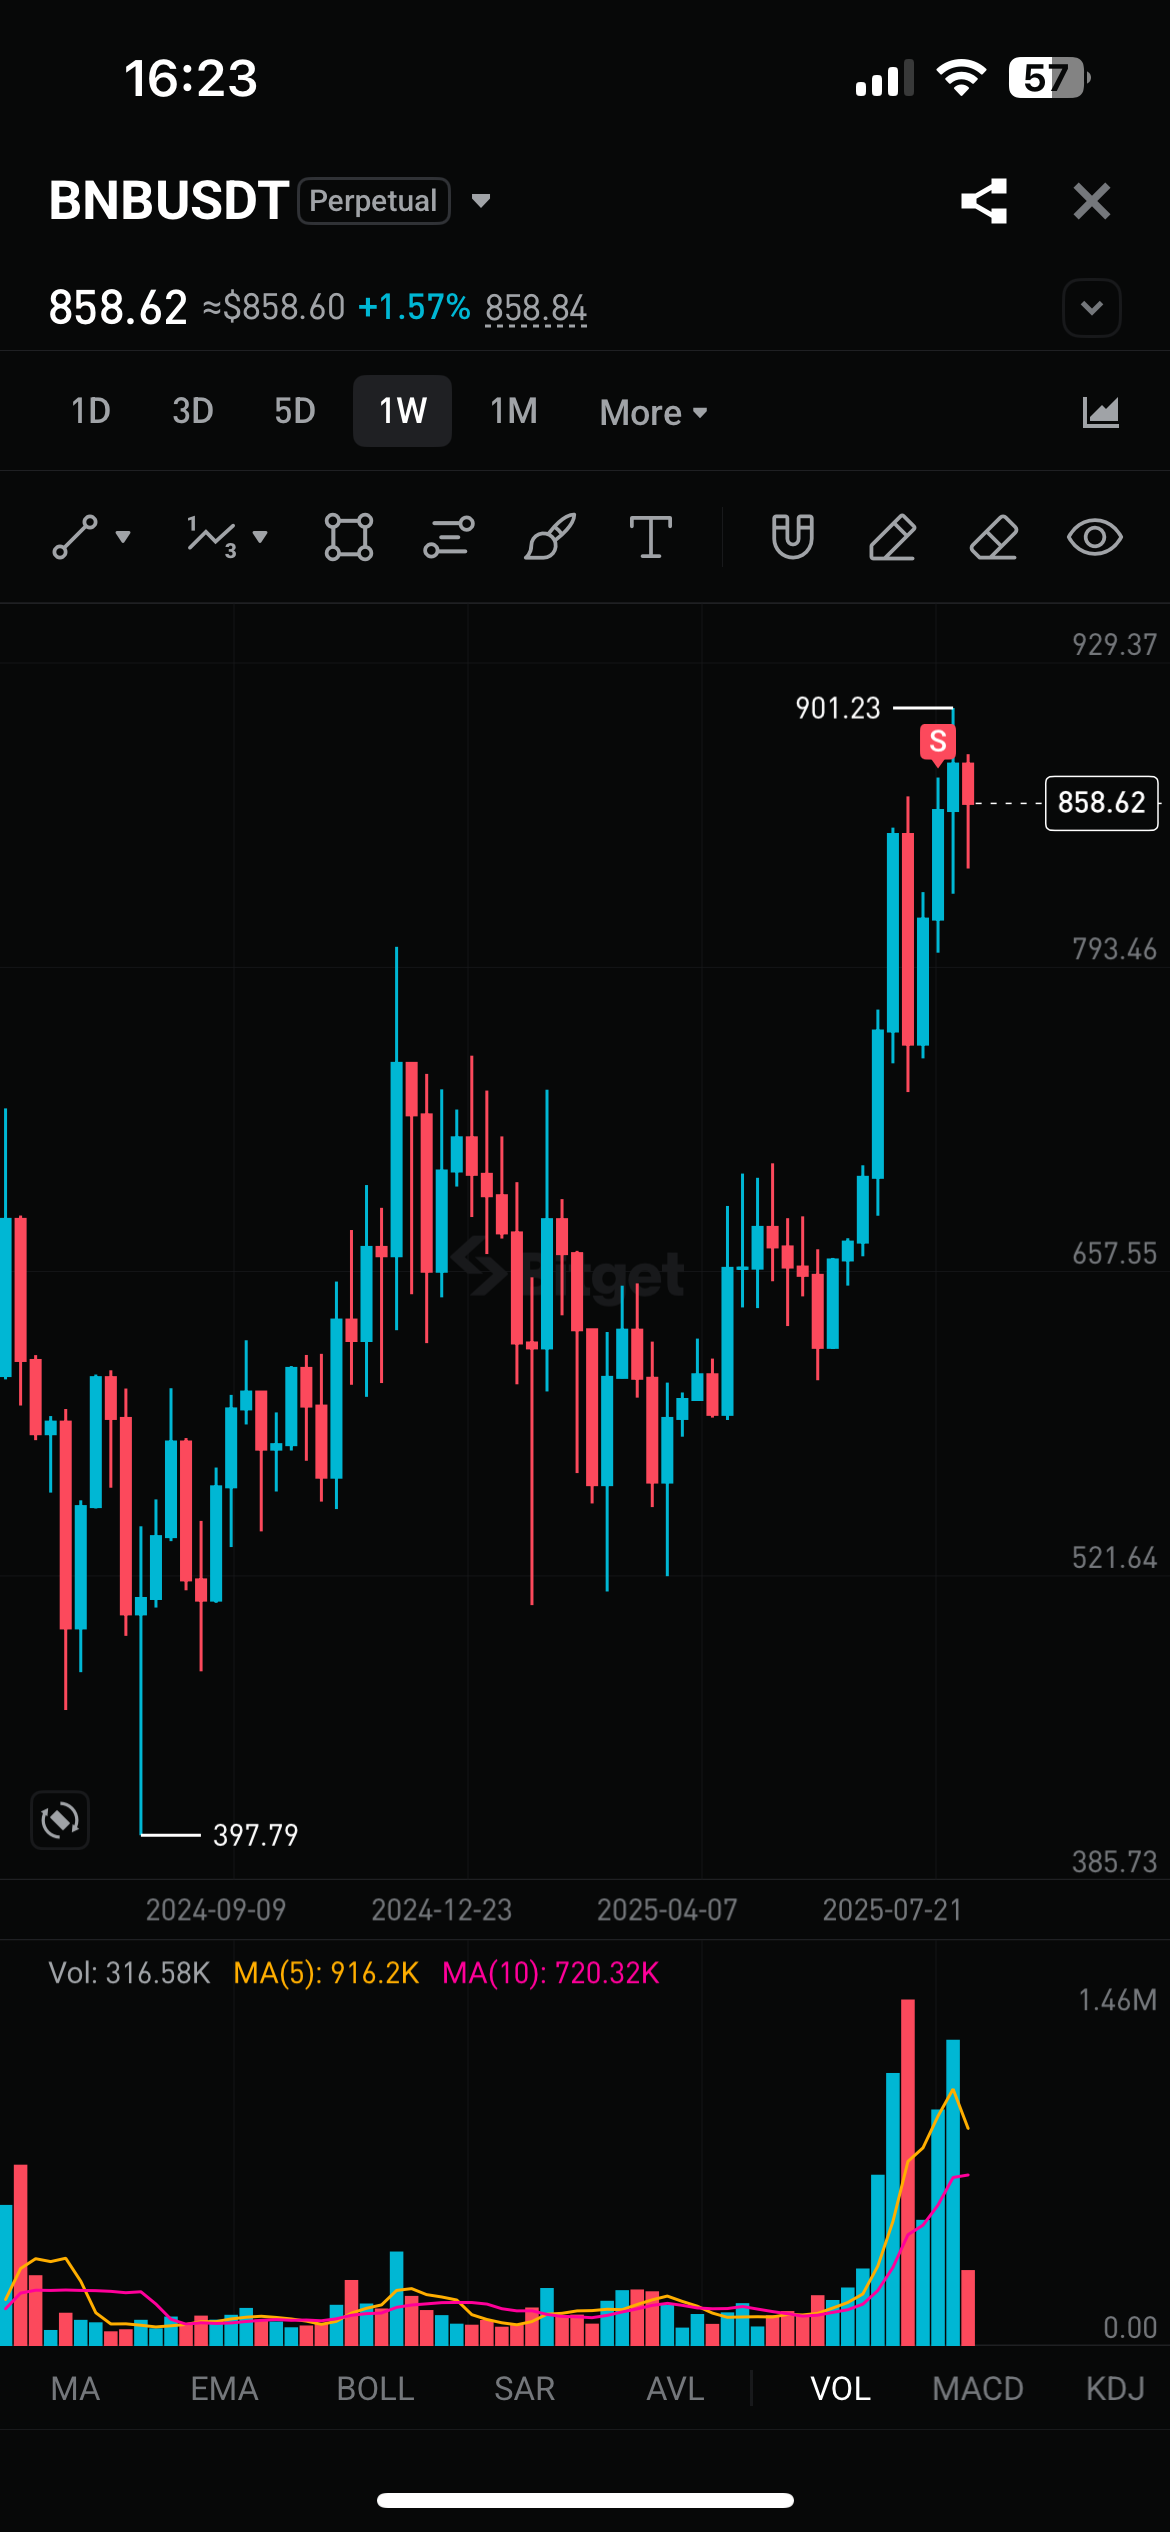 16:23 57
BNBUSDT Perpetual
858.62 ≈$858.60 +1.57% 858.84
1D 3D 5D 1W 1M More
1 3 T
929.37
901.23
S
858.62
793.46
657.55
Bitget
521.64
397.79
385.73
2024-09-09 2024-12-23 2025-04-07 2025-07-21
Vol: 316.58K MA(5): 916.2K MA(10): 720.32K
1.46M
0.00
MA EMA BOLL SAR AVL VOL MACD KDJ